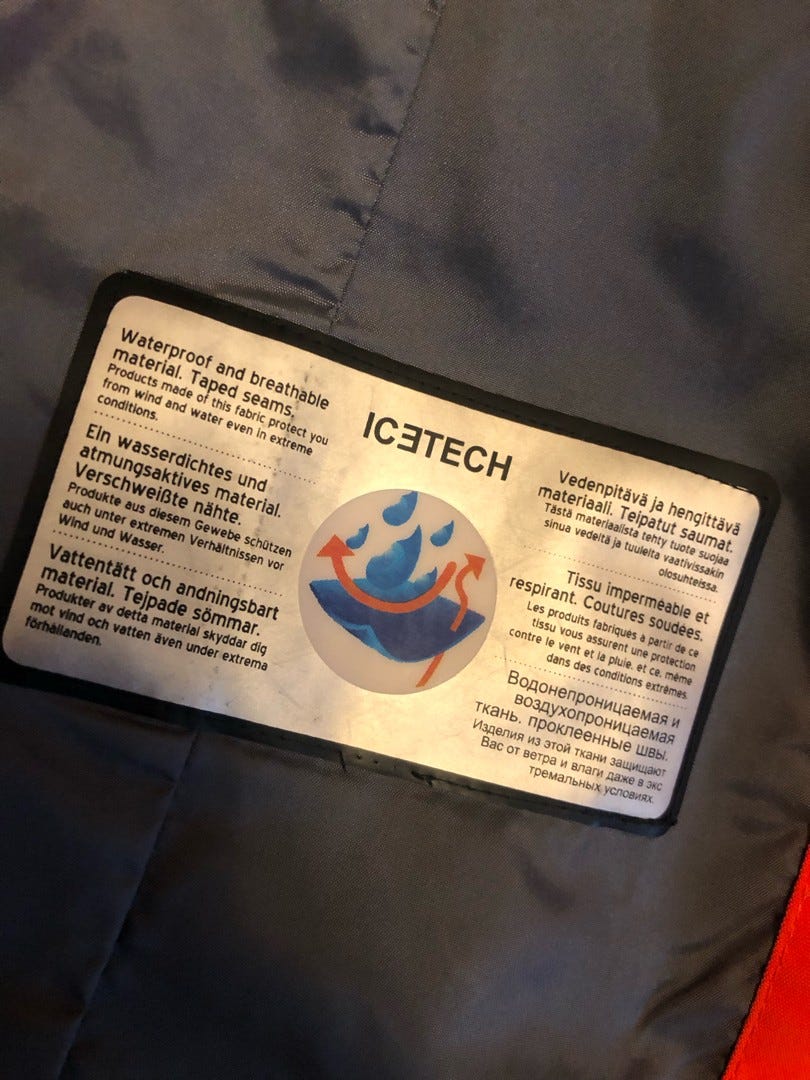 Waterproof and breathable
material. Taped seams.
Products made of this fabric protect you
from wind and water even in extreme
conditions.
Ein wasserdichtes und
atmungsaktives material.
Verschweißte nähte.
Produkte aus diesem Gewebe schützen
auch unter extremen Verhältnissen vor
Wind und Wasser.
Vattentätt och andningsbart
material. Tejpade sömmar.
Produkter av detta material skyddar dig
mot vind och vatten även under extrema
förhållanden.
ICƎTECH
Vedenpitävä ja hengittävä
materiaali. Teipatut saumat.
Tästä materiaalista tehty tuote suojaa
sinua vedeltä ja tuulelta vaativissakin
olosuhteissa.
Tissu imperméable et
respirant. Coutures soudées.
Les produits fabriqués à partir de ce
tissu vous assurent une protection
contre le vent et la pluie, et ce, même
dans des conditions extrêmes.
Водонепроницаемая и
воздухопроницаемая
ткань. проклеенные швы.
Изделия из этой ткани защищают
Вас от ветра и влаги даже в экс
тремальных условиях.